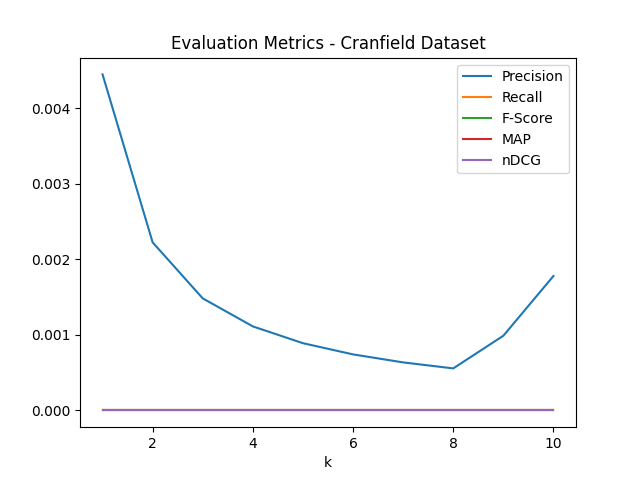 Evaluation Metrics - Cranfield Dataset
Precision
Recall
F-Score
MAP
nDCG
0.004
0.003
0.002
0.001
0.000
2
4
6
8
10
k